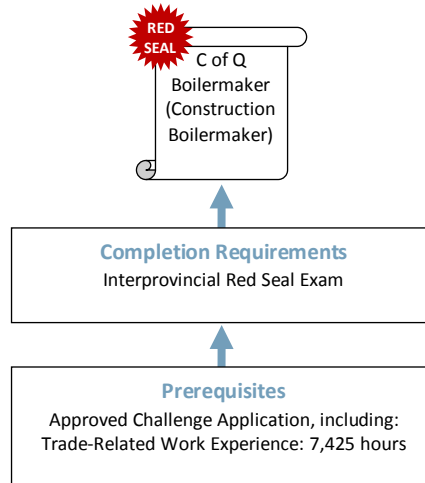 RED
SEAL
C of Q
Boilermaker
(Construction
Boilermaker)
Completion Requirements
Interprovincial Red Seal Exam
Prerequisites
Approved Challenge Application, including:
Trade-Related Work Experience: 7,425 hours